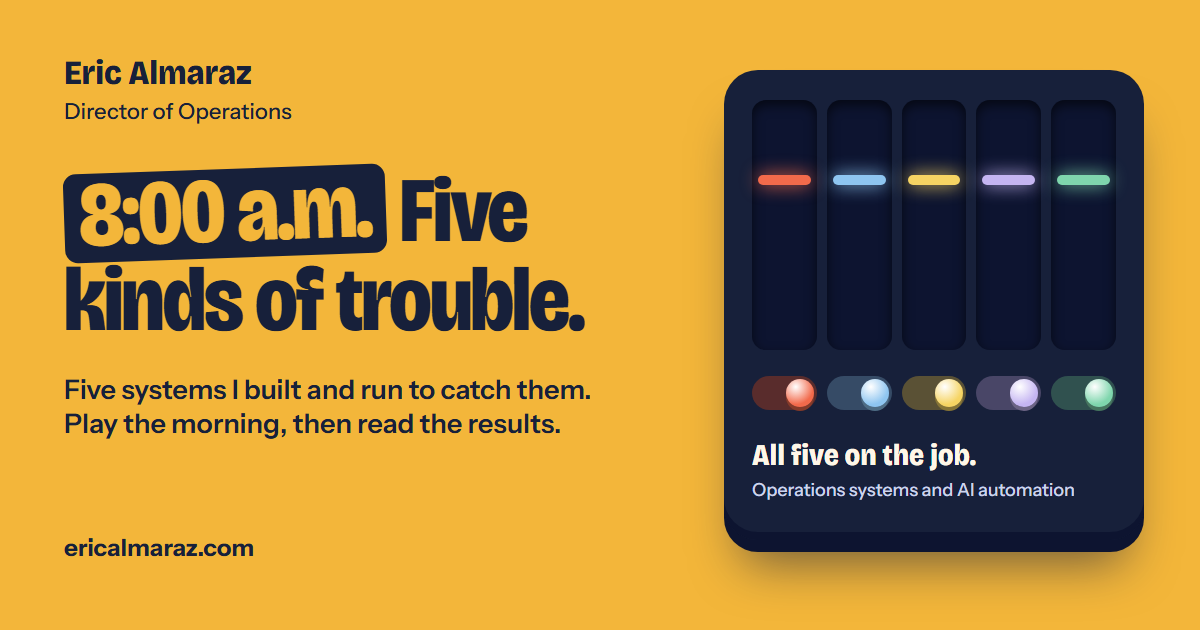 Eric Almaraz
Director of Operations
8:00 a.m. Five
kinds of trouble.
Five systems I built and run to catch them.
Play the morning, then read the results.
ericalmaraz.com
All five on the job.
Operations systems and AI automation